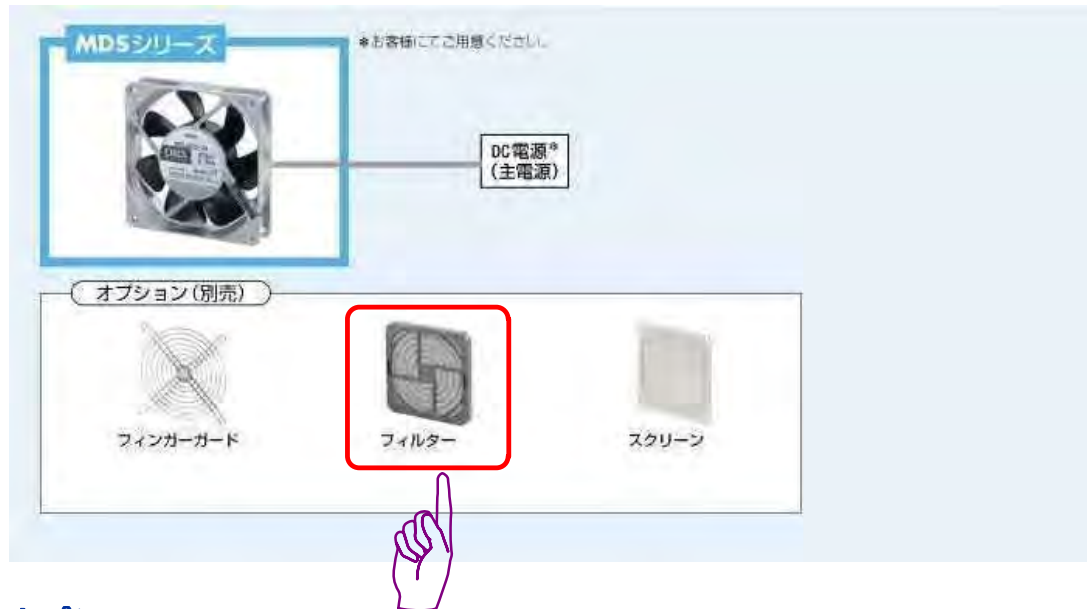 MDSシリーズ
*お客様にてご用意ください。
DC電源*
(主電源)
オプション(別売)
フィンガーガード
フィルター
スクリーン